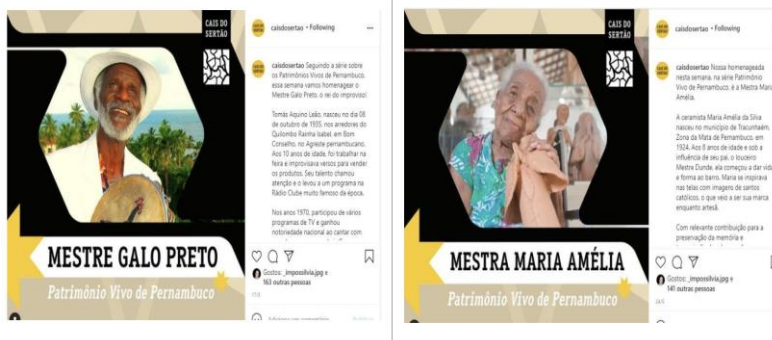 CAIS DO
SERTÃO
MESTRE GALO PRETO
Patrimônio Vivo de Pernambuco
caisdosertao • Following
caisdosertao Seguindo a série sobre
os Patrimônios Vivos de Pernambuco,
essa semana vamos homenagear o
Mestre Galo Preto, o rei do improviso!
Tomás Aquino Leão, nasceu no dia 08
de outubro de 1935, nos arredores do
Quilombo Rainha Isabel, em Bom
Conselho, no Agreste pernambucano.
Aos 10 anos de idade, foi trabalhar na
feira e improvisava versos para vender
os produtos. Seu talento chamou
atenção e o levou a um programa na
Rádio Clube muito famoso da época.
Nos anos 1970, participou de vários
programas de TV e ganhou
notoriedade nacional ao cantar com
Gostos: _impossilvia.jpg e
163 outras pessoas
CAIS DO
SERTÃO
MESTRA MARIA AMÉLIA
Patrimônio Vivo de Pernambuco
caisdosertao • Following
caisdosertao Nossa homenageada
nesta semana, na série Patrimônio
Vivo de Pernambuco, é a Mestra Maria
Amélia.
A ceramista Maria Amélia da Silva
nasceu no município de Tracunhaém,
Zona da Mata de Pernambuco, em
1924. Aos 8 anos de idade e sob a
influência de seu pai, o louzeiro
Mestre Dunde, ela começou a dar vida
e forma ao barro. Maria se inspirava
nas telas com imagens de santos
católicos, o que veio a ser sua marca
enquanto artesã.
Com relevante contribuição para a
preservação da memória e
Gostos: _impossilvia.jpg e
141 outras pessoas